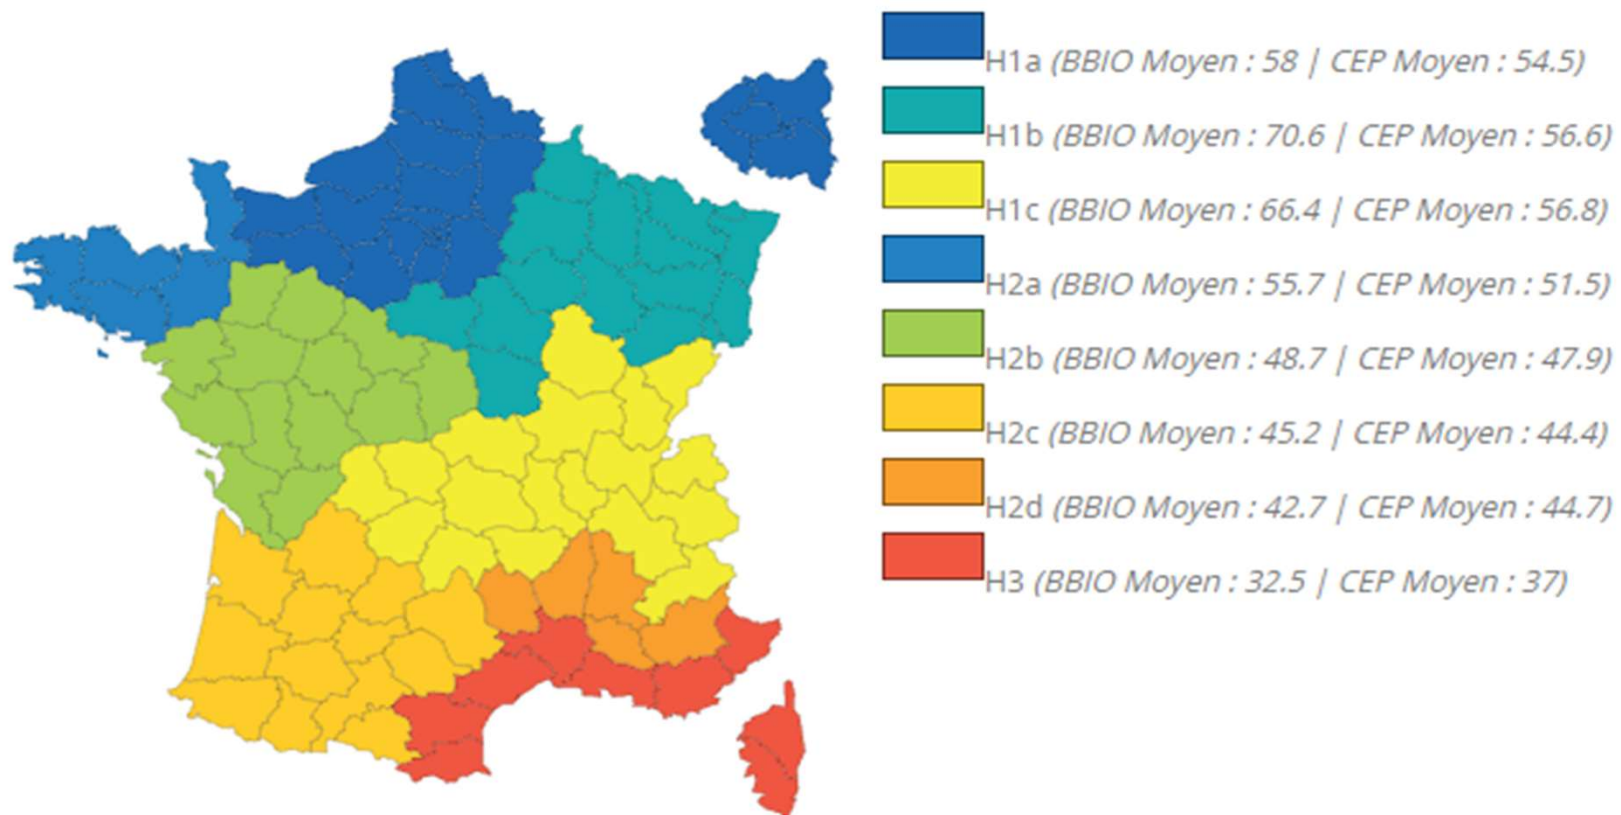 H1a (BBIO Moyen : 58 | CEP Moyen : 54.5)
H1b (BBIO Moyen : 70.6 | CEP Moyen : 56.6)
H1c (BBIO Moyen : 66.4 | CEP Moyen : 56.8)
H2a (BBIO Moyen : 55.7 | CEP Moyen : 51.5)
H2b (BBIO Moyen : 48.7 | CEP Moyen : 47.9)
H2c (BBIO Moyen : 45.2 | CEP Moyen : 44.4)
H2d (BBIO Moyen : 42.7 | CEP Moyen : 44.7)
H3 (BBIO Moyen : 32.5 | CEP Moyen : 37)